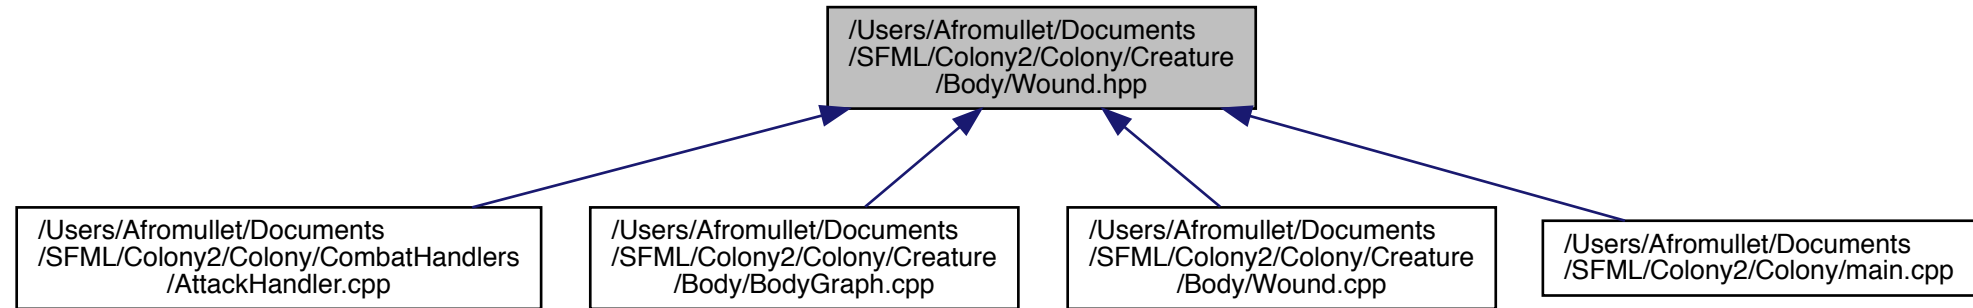 /Users/Afromullet/Documents
/SFML/Colony2/Colony/Creature
/Body/Wound.hpp
/Users/Afromullet/Documents
/SFML/Colony2/Colony/CombatHandlers
/AttackHandler.cpp
/Users/Afromullet/Documents
/SFML/Colony2/Colony/Creature
/Body/BodyGraph.cpp
/Users/Afromullet/Documents
/SFML/Colony2/Colony/Creature
/Body/Wound.cpp
/Users/Afromullet/Documents
/SFML/Colony2/Colony/main.cpp